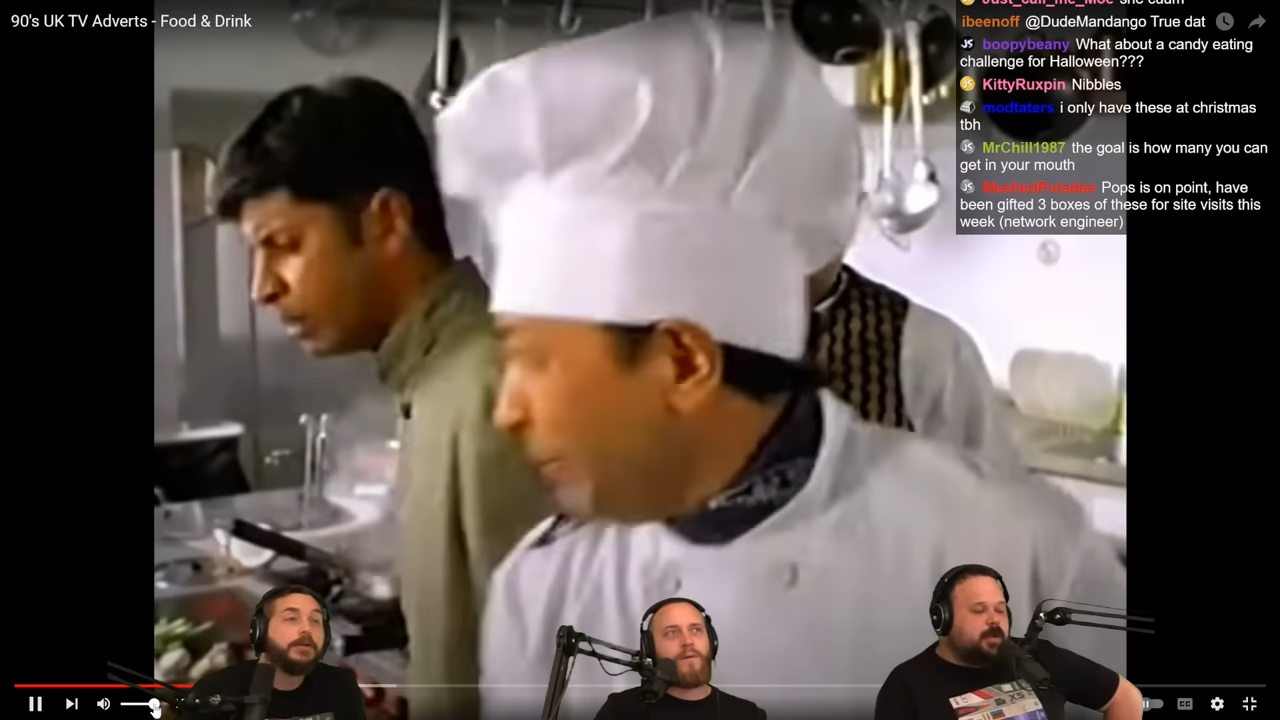 90's UK TV Adverts - Food & Drink
ibeenoff @DudeMandango True dat
boopybeany What about a candy eating
challenge for Halloween???
KittyRuxpin Nibbles
modtaters i only have these at christmas
tbh
MrChill1987 the goal is how many you can
get in your mouth
MashedPutadas Pops is on point, have
been gifted 3 boxes of these for site visits this
week (network engineer)
CC